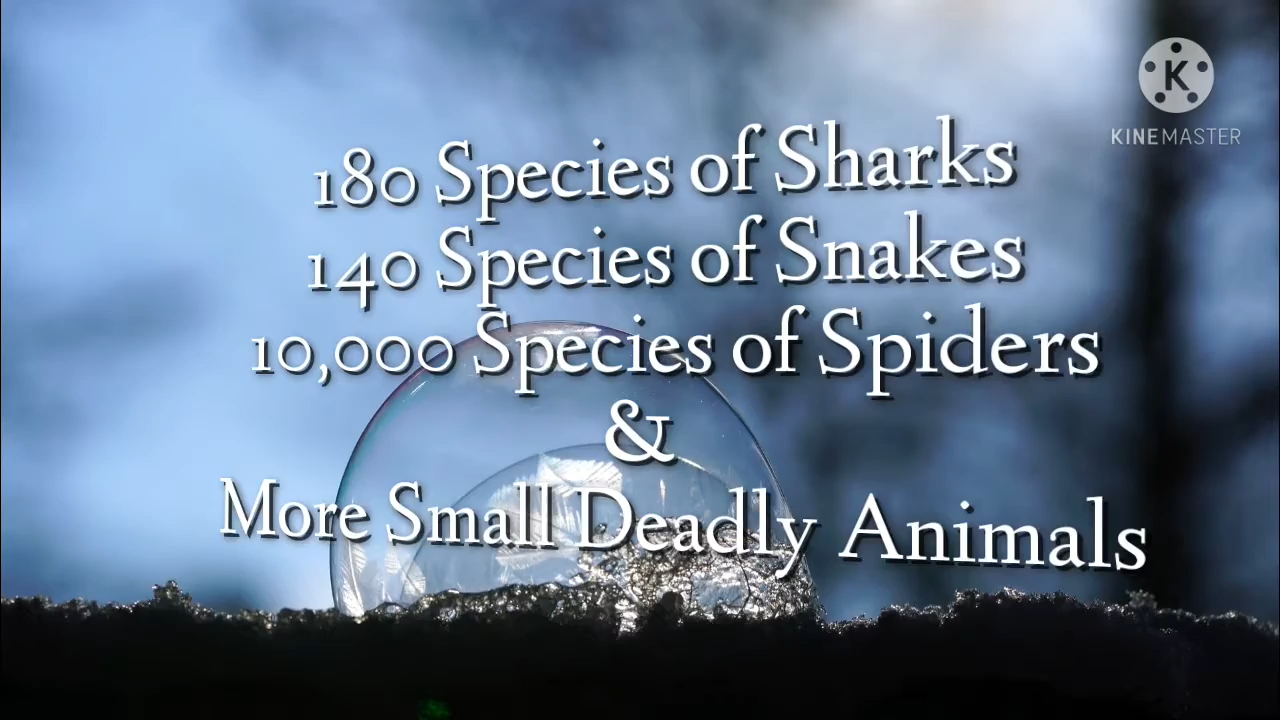 K
KINEMASTER
180 Species of Sharks
140 Species of Snakes
10,000 Species of Spiders
&
More Small Deadly Animals